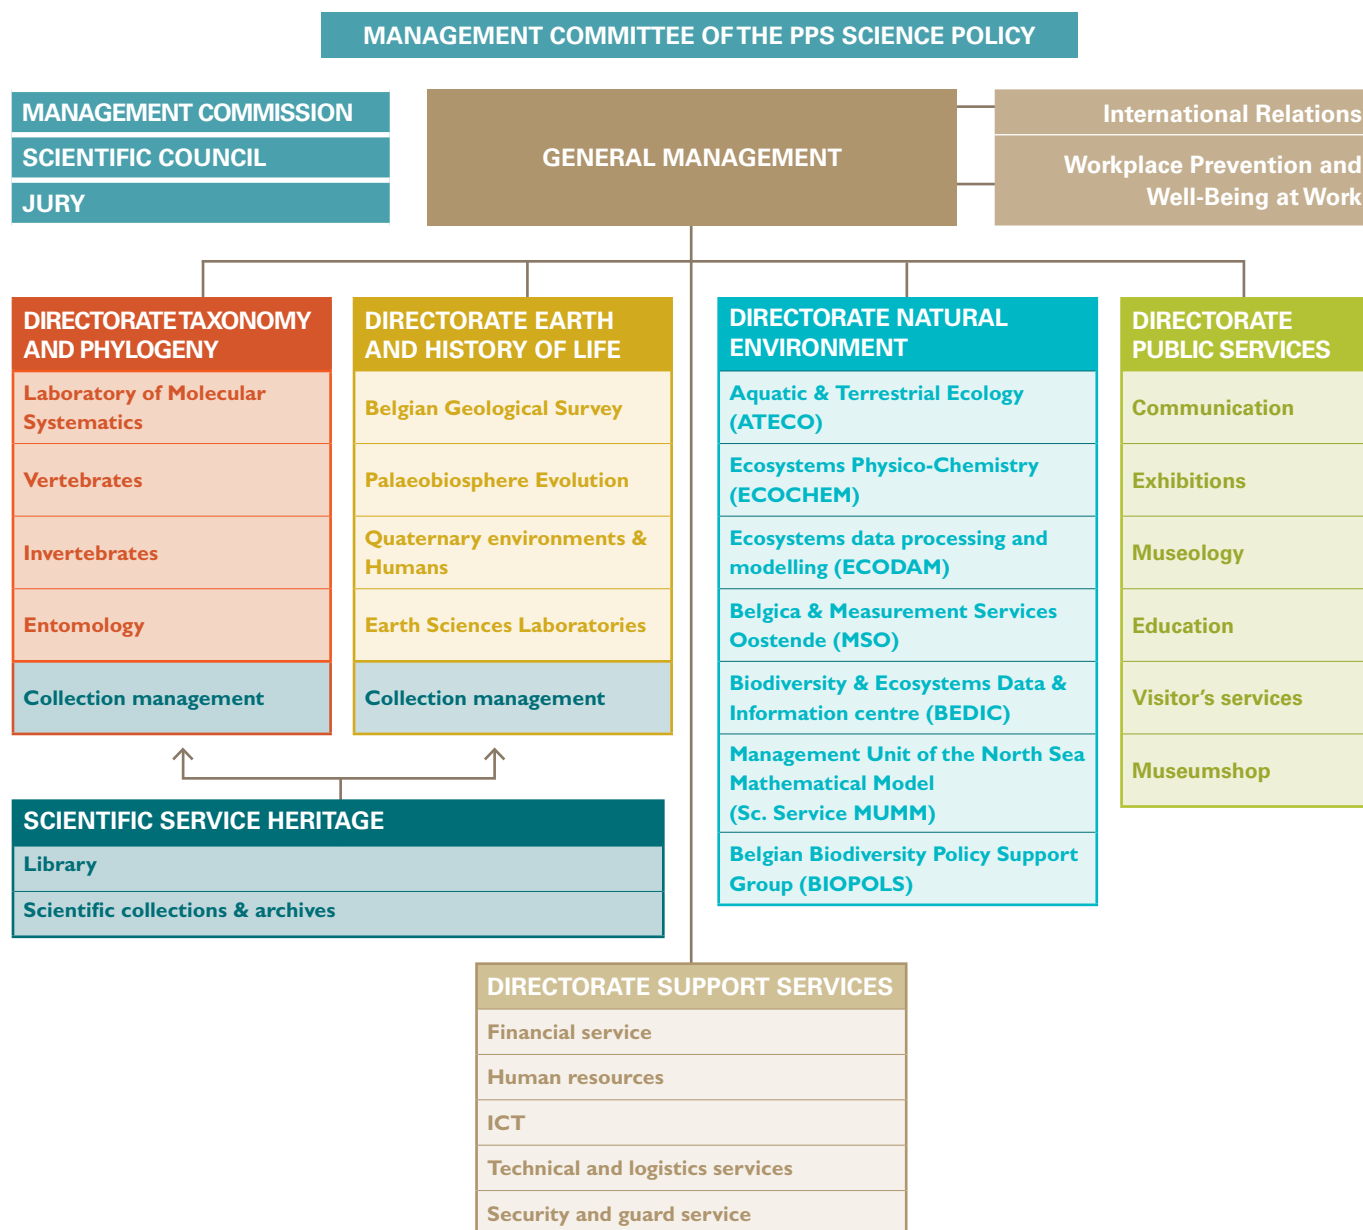 MANAGEMENT COMMITTEE OF THE PPS SCIENCE POLICY
MANAGEMENT COMMISSION
SCIENTIFIC COUNCIL
JURY
GENERAL MANAGEMENT
International Relations
Workplace Prevention and
Well-Being at Work
DIRECTORATE TAXONOMY
AND PHYLOGENY
Laboratory of Molecular
Systematics
Vertebrates
Invertebrates
Entomology
Collection management
DIRECTORATE EARTH
AND HISTORY OF LIFE
Belgian Geological Survey
Palaeobiosphere Evolution
Quaternary environments &
Humans
Earth Sciences Laboratories
Collection management
DIRECTORATE NATURAL
ENVIRONMENT
Aquatic & Terrestrial Ecology
(ATECO)
Ecosystems Physico-Chemistry
(ECOCHEM)
Ecosystems data processing and
modelling (ECODAM)
Belgica & Measurement Services
Oostende (MSO)
Biodiversity & Ecosystems Data &
Information centre (BEDIC)
Management Unit of the North Sea
Mathematical Model
(Sc. Service MUMM)
Belgian Biodiversity Policy Support
Group (BIOPOLS)
DIRECTORATE
PUBLIC SERVICES
Communication
Exhibitions
Museology
Education
Visitor's services
Museumshop
SCIENTIFIC SERVICE HERITAGE
Library
Scientific collections & archives
DIRECTORATE SUPPORT SERVICES
Financial service
Human resources
ICT
Technical and logistics services
Security and guard service